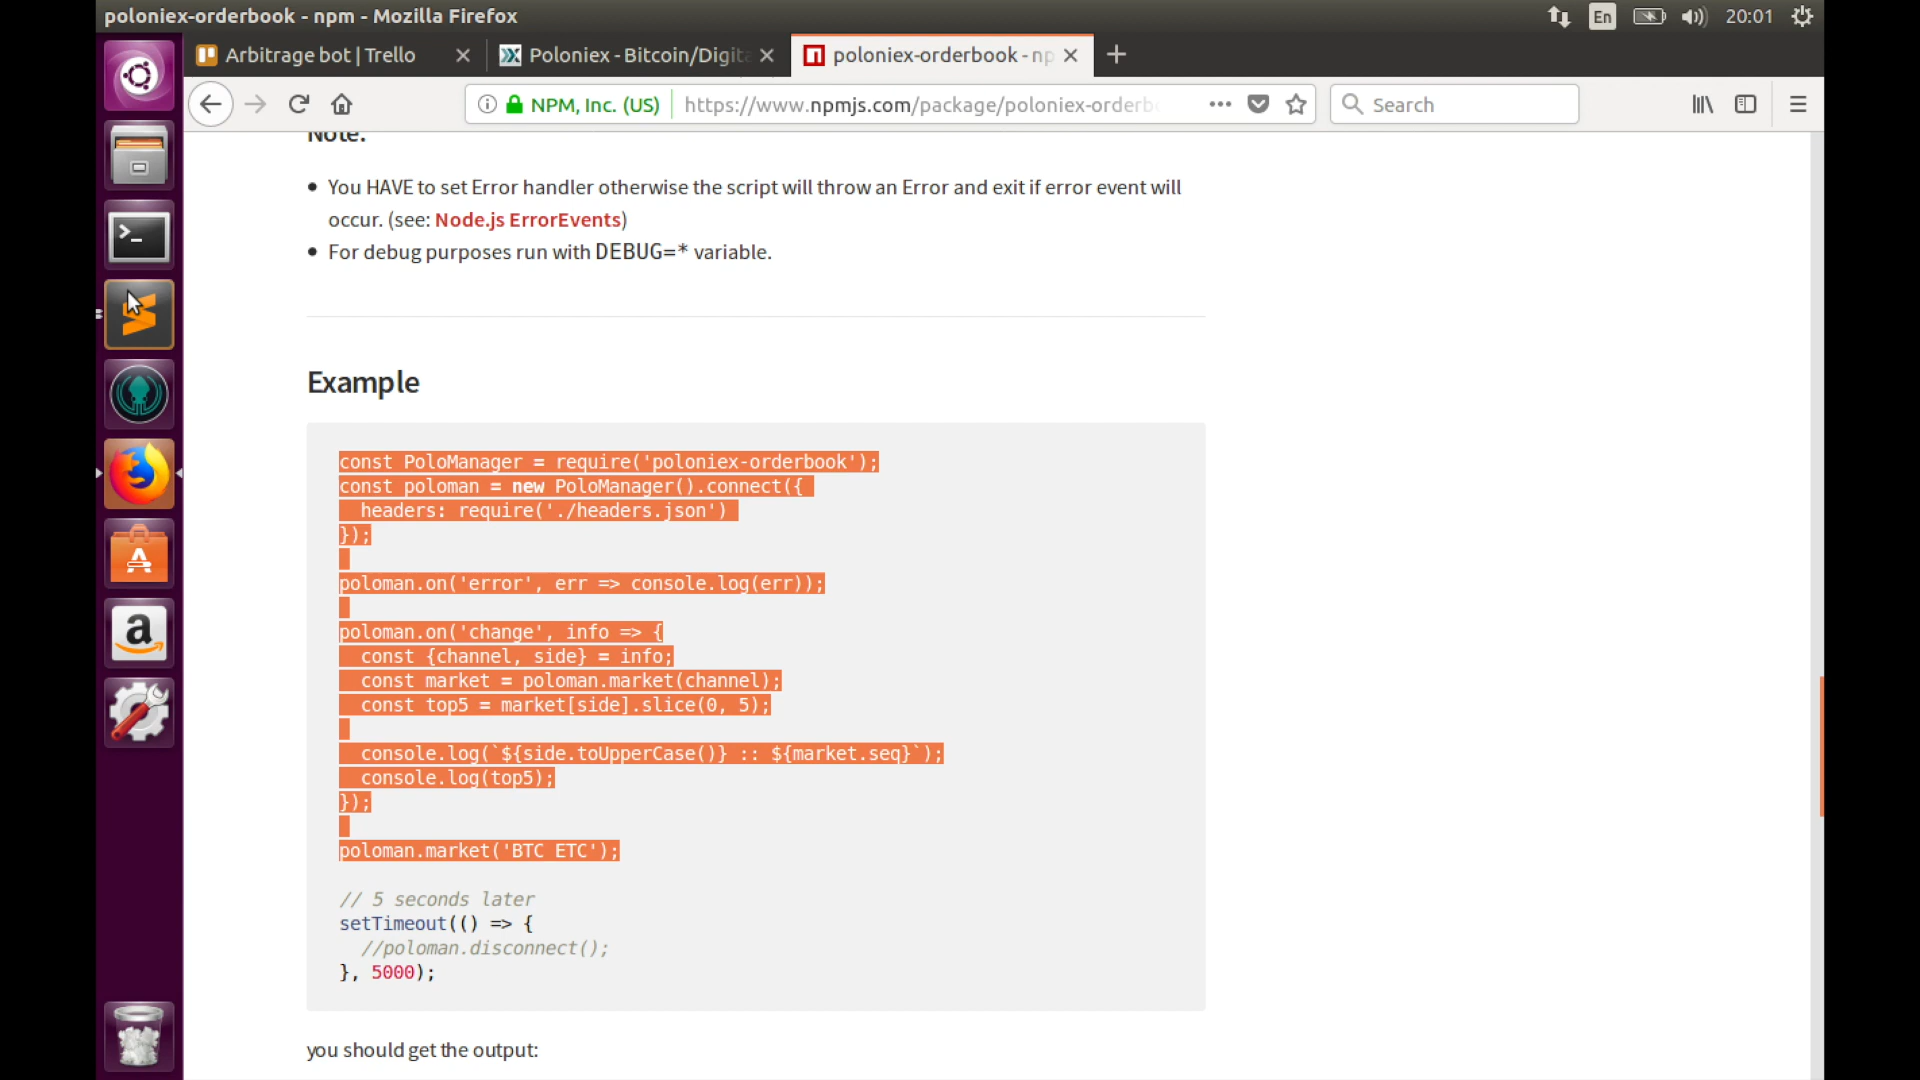 poloniex-orderbook - npm - Mozilla Firefox
En
20:01
Arbitrage bot | Trello
Poloniex - Bitcoin/Digita
poloniex-orderbook - np
NPM, Inc. (US)
https://www.npmjs.com/package/poloniex-orderb
Search
Note:
● You HAVE to set Error handler otherwise the script will throw an Error and exit if error event will
occur. (see: Node.js ErrorEvents)
● For debug purposes run with DEBUG=* variable.
Example
const PoloManager = require('poloniex-orderbook');
const poloman = new PoloManager().connect({
headers: require('./headers.json')
});
poloman.on('error', err => console.log(err));
poloman.on('change', info => {
const {channel, side} = info;
const market = poloman.market(channel);
const top5 = market[side].slice(0, 5);
console.log(`${side.toUpperCase()} :: ${market.seq}`);
console.log(top5);
});
poloman.market('BTC ETC');
// 5 seconds later
setTimeout(() => {
//poloman.disconnect();
}, 5000);
you should get the output: